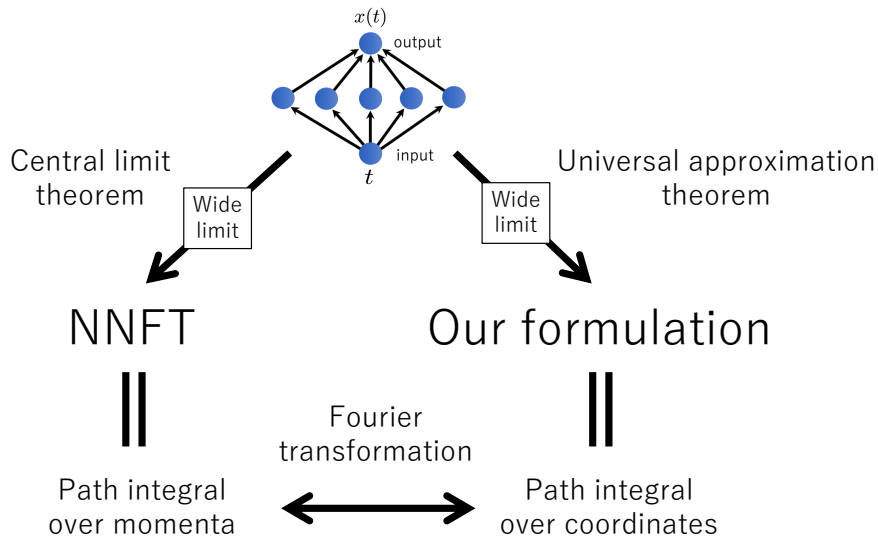 x(t)
output
input
t
Central limit
theorem
Universal approximation
theorem
Wide
limit
Wide
limit
NNFT
Our formulation
Fourier
transformation
Path integral
over momenta
Path integral
over coordinates